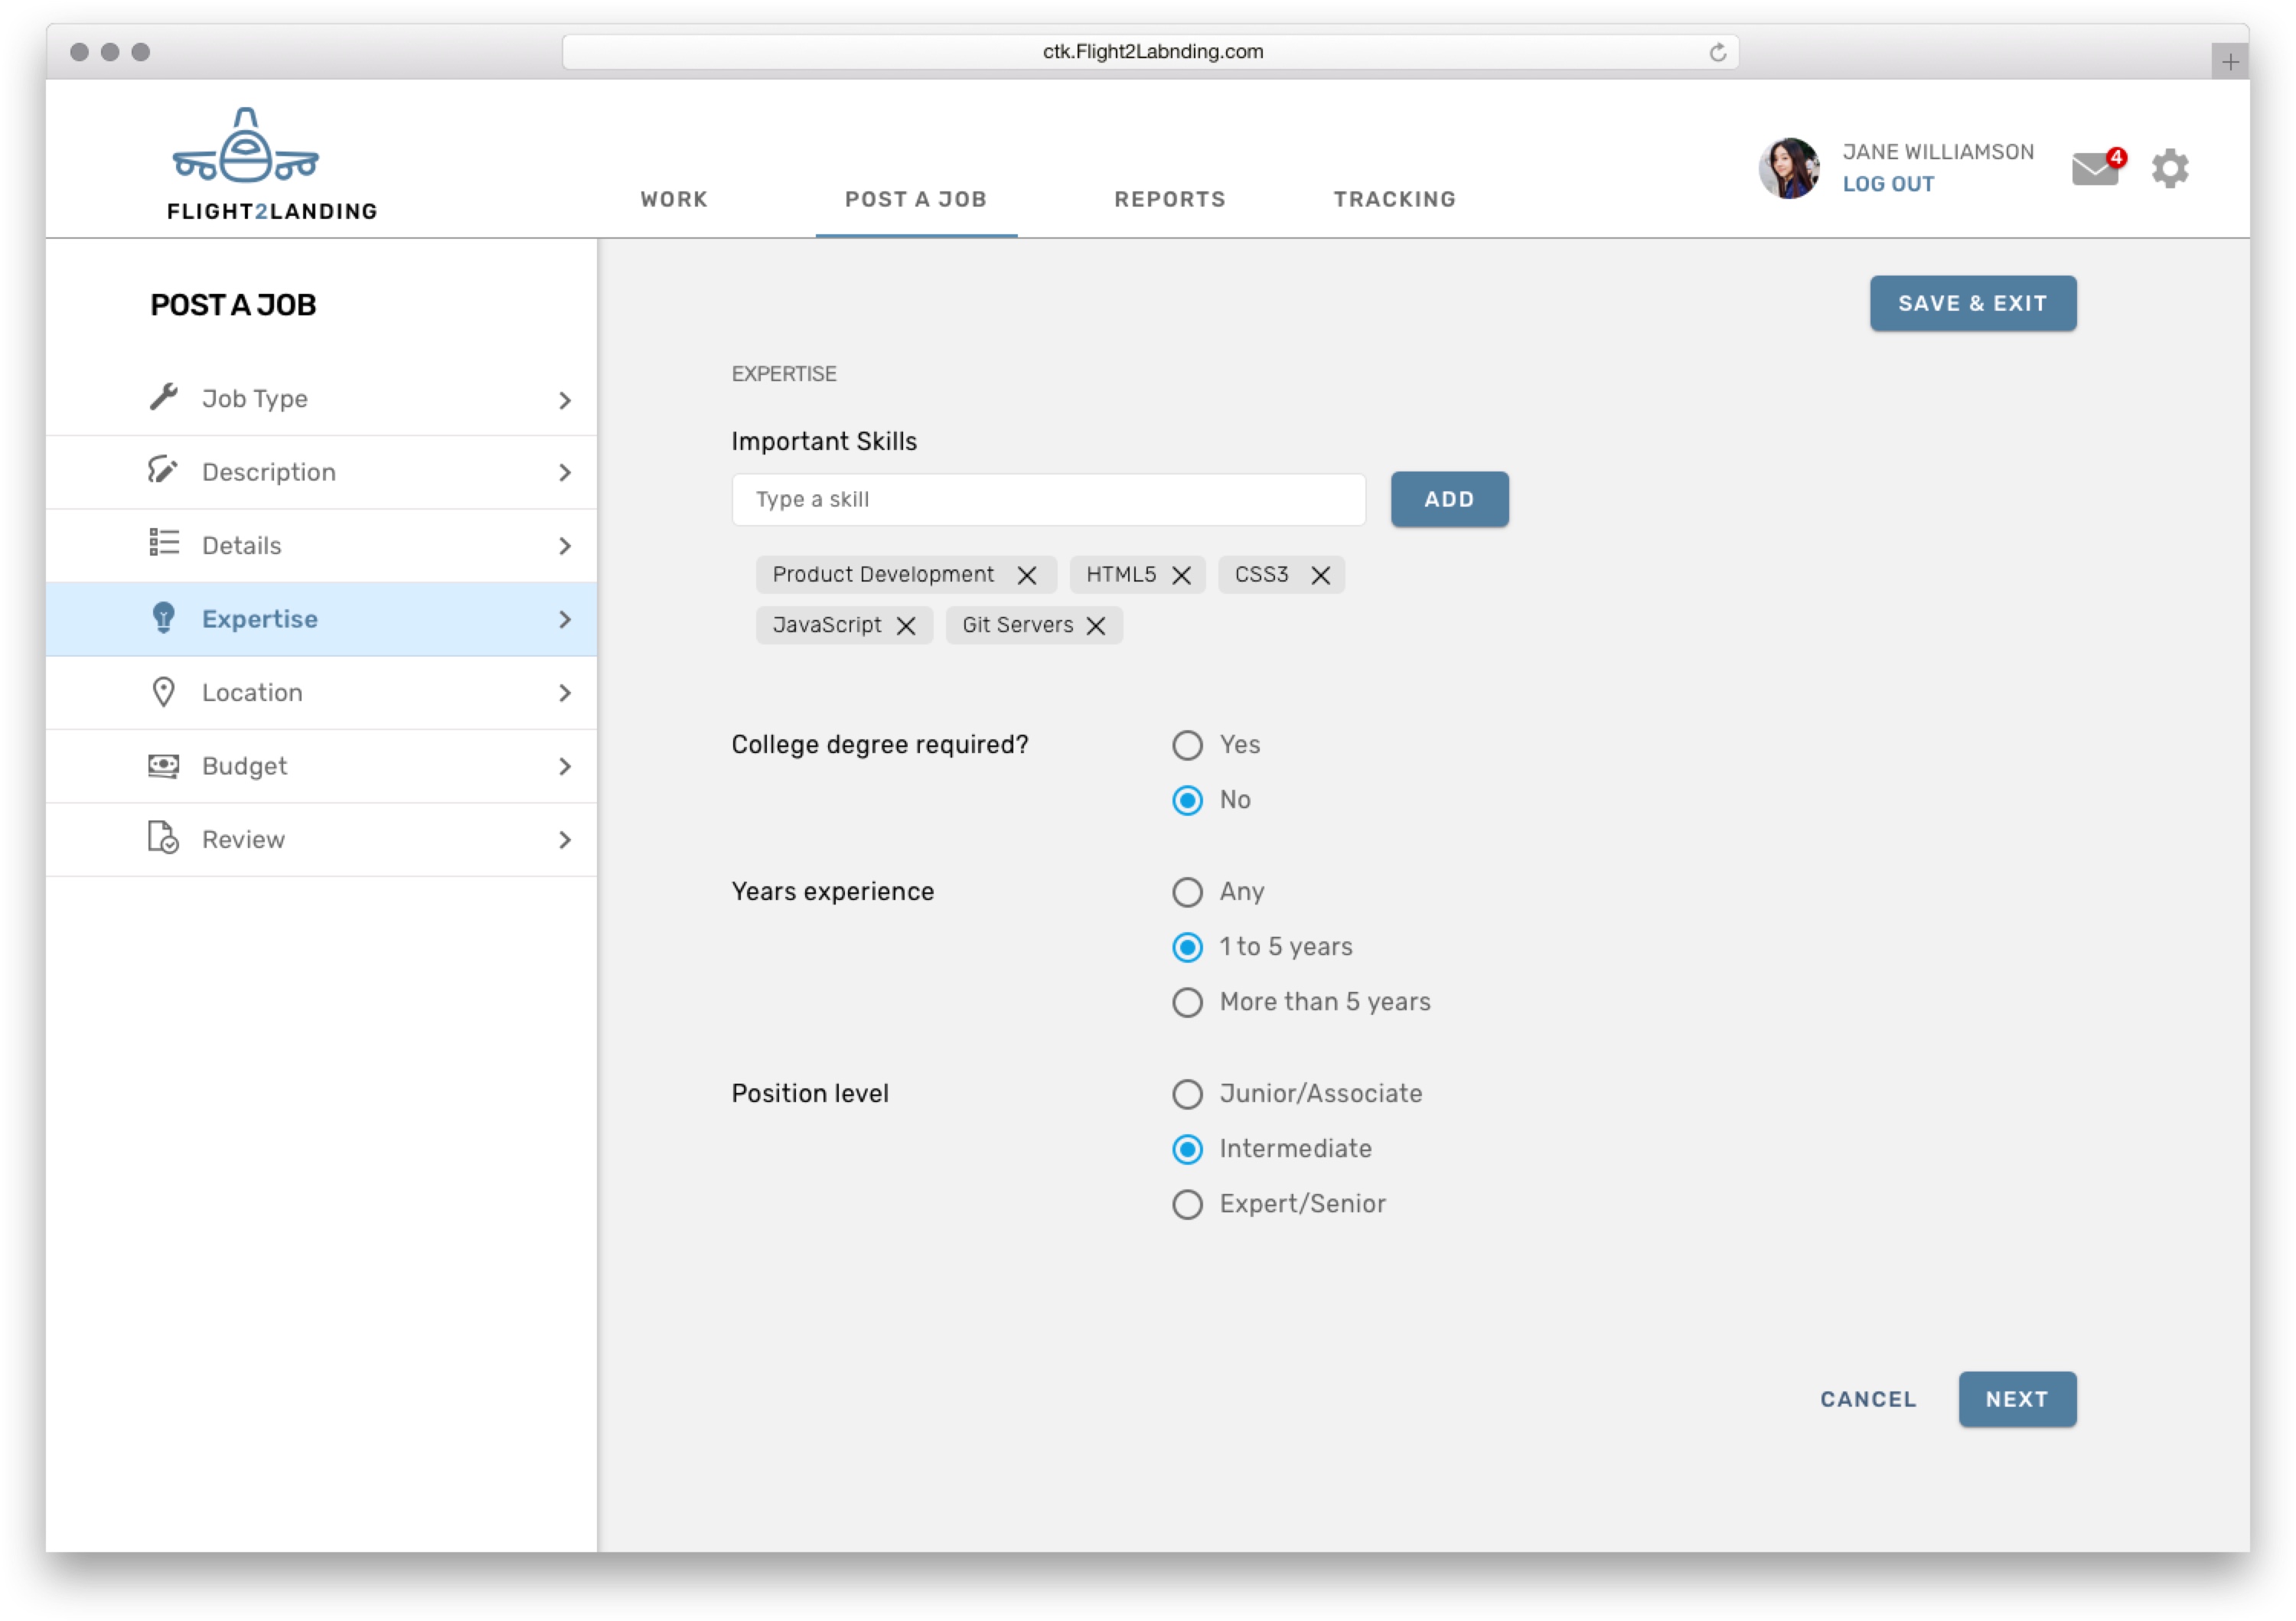 ctk.Flight2Labnding.com
FLIGHT2LANDING
WORK
POST A JOB
REPORTS
TRACKING
JANE WILLIAMSON
LOG OUT
4
POST A JOB
Job Type
Description
Details
Expertise
Location
Budget
Review
SAVE & EXIT
EXPERTISE
Important Skills
Type a skill
ADD
Product Development
HTML5
CSS3
JavaScript
Git Servers
College degree required?
Yes
No
Years experience
Any
1 to 5 years
More than 5 years
Position level
Junior/Associate
Intermediate
Expert/Senior
CANCEL
NEXT